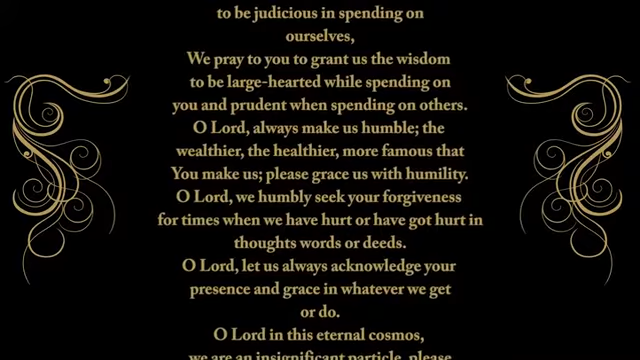 to be judicious in spending on
ourselves,
We pray to you to grant us the wisdom
to be large-hearted while spending on
you and prudent when spending on others.
O Lord, always make us humble; the
wealthier, the healthier, more famous that
You make us; please grace us with humility.
O Lord, we humbly seek your forgiveness
for times when we have hurt or have got hurt in
thoughts words or deeds.
O Lord, let us always acknowledge your
presence and grace in whatever we get
or do.
O Lord in this eternal cosmos,
we are an insignificant particle, please